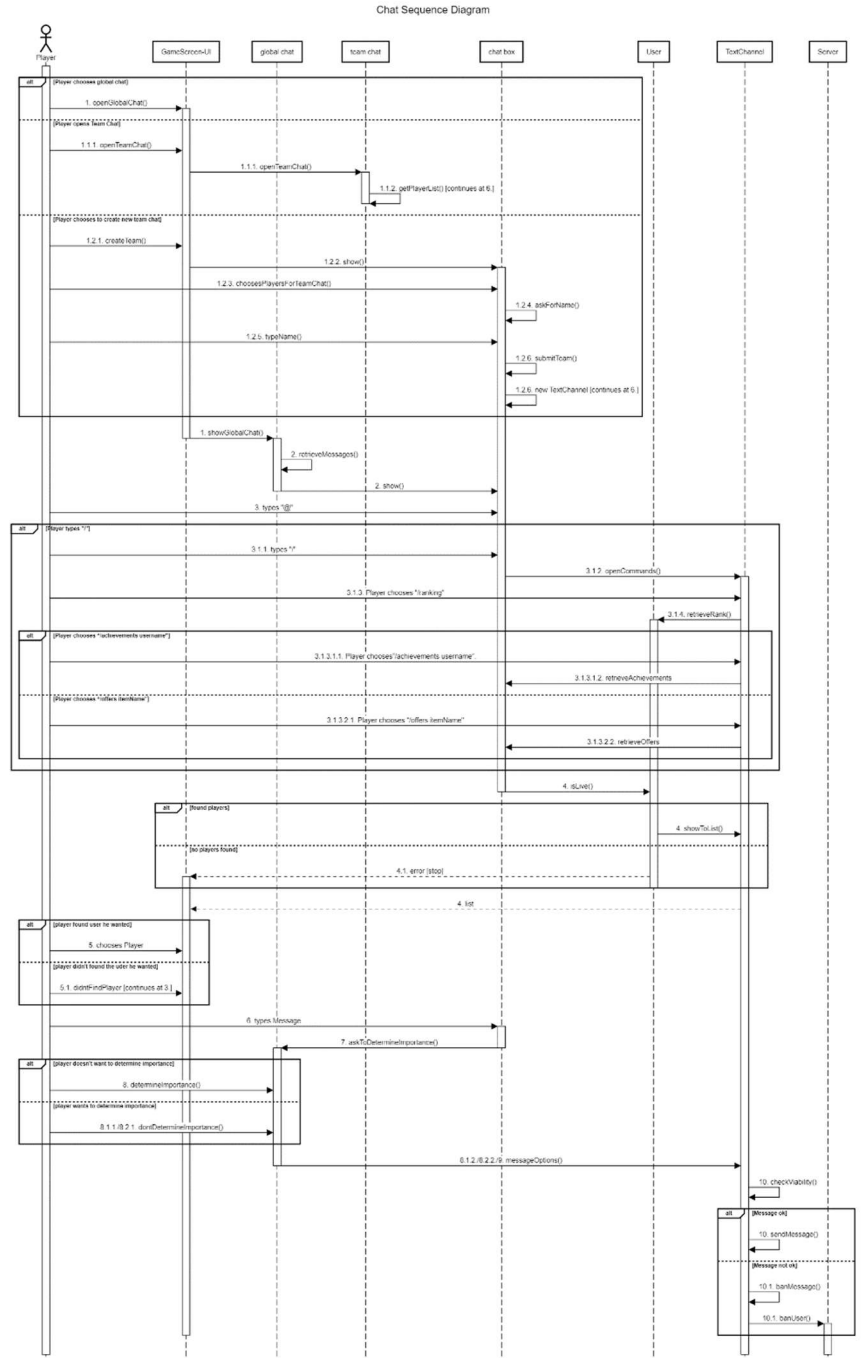 Chat Sequence Diagram
Player
GameScreen-UI
global chat
team chat
chat box
User
TextChannel
Server
alt
[Player chooses global chat]
1. openGlobalChat()
[Player opens Team Chat]
1.1.1. openTeamChat()
1.1.1. openTeamChat()
1.1.2. getPlayerList() [continues at 6.]
[Player chooses to create new team chat]
1.2.1. createTeam()
1.2.2. show()
1.2.3. choosesPlayersForTeamChat()
1.2.4. askForName()
1.2.5. typeName()
1.2.6. submitTeam()
1.2.6. new TextChannel [continues at 6.]
1. showGlobalChat()
2. retrieveMessages()
2. show()
3. types "@"
alt
[Player types "/"]
3.1.1. types "/"
3.1.2. openCommands()
3.1.3. Player chooses "/ranking"
3.1.4. retrieveRank()
alt
[Player chooses "/achievements username"]
3.1.3.1.1. Player chooses"/achievements username".
3.1.3.1.2. retrieveAchievements
[Player chooses "/offers itemName"]
3.1.3.2.1. Player chooses "/offers itemName"
3.1.3.2.2. retrieveOffers
4. isLive()
alt
[found players]
4. showToList()
[no players found]
4.1. error [stop]
4. list
alt
[player found user he wanted]
5. chooses Player
[player didn't found the uder he wanted]
5.1. didntFindPlayer [continues at 3.]
6. types Message
7. askToDetermineImportance()
alt
[player doesn't want to determine importance]
8. determineImportance()
[player wants to determine importance]
8.1.1./8.2.1. dontDetermineImportance()
8.1.2./8.2.2./9. messageOptions()
10. checkViability()
alt
[Message ok]
10. sendMessage()
[Message not ok]
10.1. banMessage()
10.1. banUser()